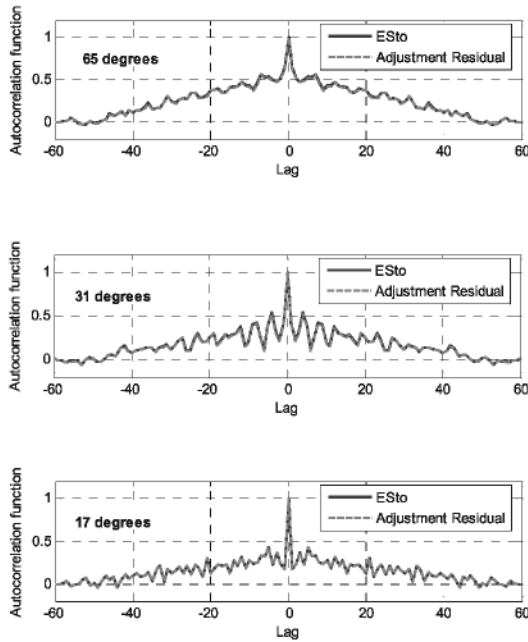 Autocorrelation function
1
0.5
0
65 degrees
ESto
Adjustment Residual
-60 -40 -20 0 20 40 60
Lag
Autocorrelation function
1
0.5
0
31 degrees
ESto
Adjustment Residual
-60 -40 -20 0 20 40 60
Lag
Autocorrelation function
1
0.5
0
17 degrees
ESto
Adjustment Residual
-60 -40 -20 0 20 40 60
Lag